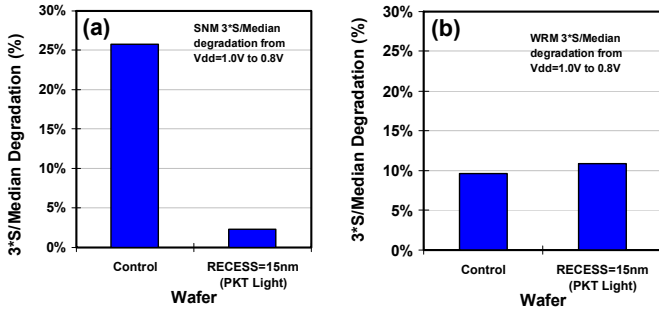 (a)
SNM 3*S/Median
degradation from
Vdd=1.0V to 0.8V
3*S/Median Degradation (%)
30%
25%
20%
15%
10%
5%
0%
Control
RECESS=15nm
(PKT Light)
Wafer
(b)
WRM 3*S/Median
degradation from
Vdd=1.0V to 0.8V
3*S/Median Degradation (%)
30%
25%
20%
15%
10%
5%
0%
Control
RECESS=15nm
(PKT Light)
Wafer